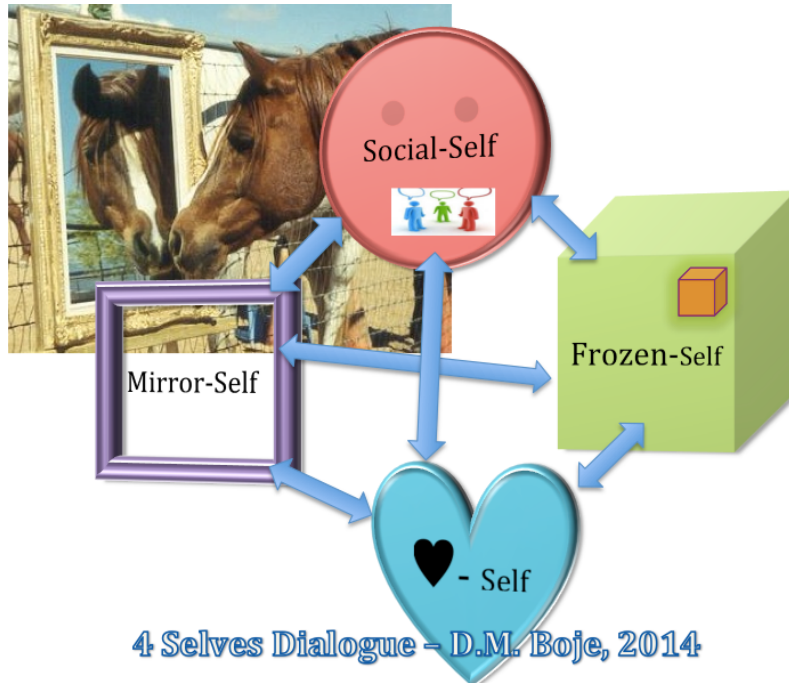 Social-Self
Mirror-Self
Frozen-Self
♥- Self
4 Selves Dialogue – D.M. Boje, 2014